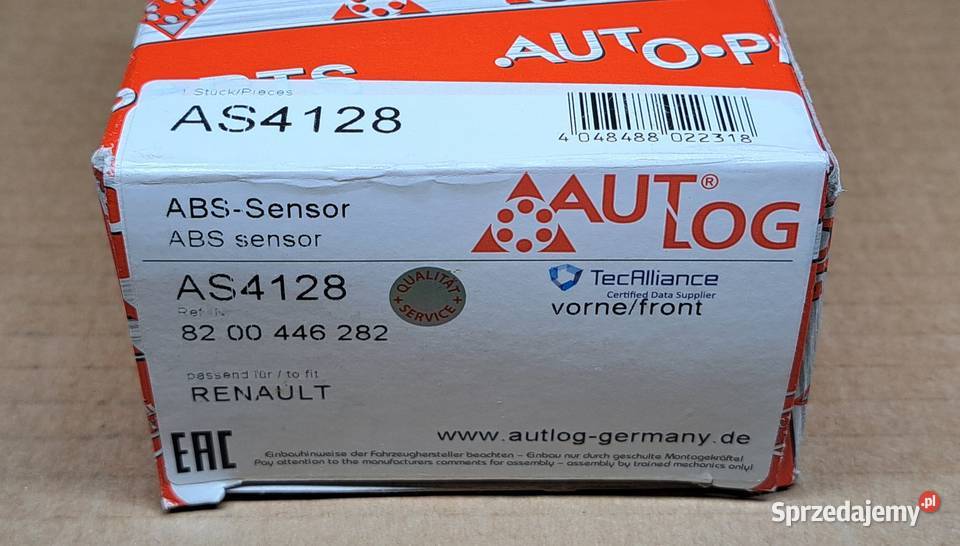 PARTS
AUTO-PA
1 Stück/Pieces
AS4128
4 048488 022318
ABS-Sensor
ABS sensor
AUTLOG®
AS4128
QUALITÄT
SERVICE
TecAlliance
Certified Data Supplier
vorne/front
82 00 446 282
passend für / to fit
RENAULT
EAC
www.autlog-germany.de
Einbauhinweise der Fahrzeughersteller beachten - Einbau nur durch geschulte Montagekräfte!
Pay attention to the manufacturers comments for assembly - assembly by trained mechanics only!
Sprzedajemy.pl